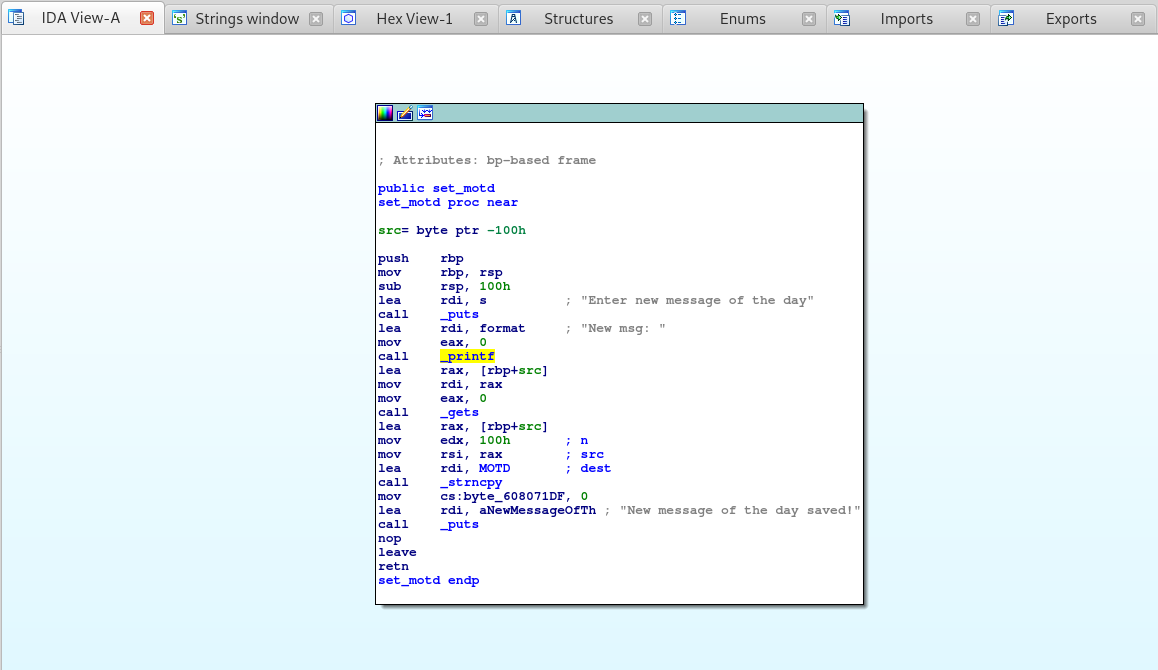 IDA View-A Strings window Hex View-1 Structures Enums Imports Exports
; Attributes: bp-based frame
public set_motd
set_motd proc near
src= byte ptr -100h
push rbp
mov rbp, rsp
sub rsp, 100h
lea rdi, s ; "Enter new message of the day"
call _puts
lea rdi, format ; "New msg: "
mov eax, 0
call _printf
lea rax, [rbp+src]
mov rdi, rax
mov eax, 0
call _gets
lea rax, [rbp+src]
mov edx, 100h ; n
mov rsi, rax ; src
lea rdi, MOTD ; dest
call _strncpy
mov cs:byte_608071DF, 0
lea rdi, aNewMessageOfTh ; "New message of the day saved!"
call _puts
nop
leave
retn
set_motd endp